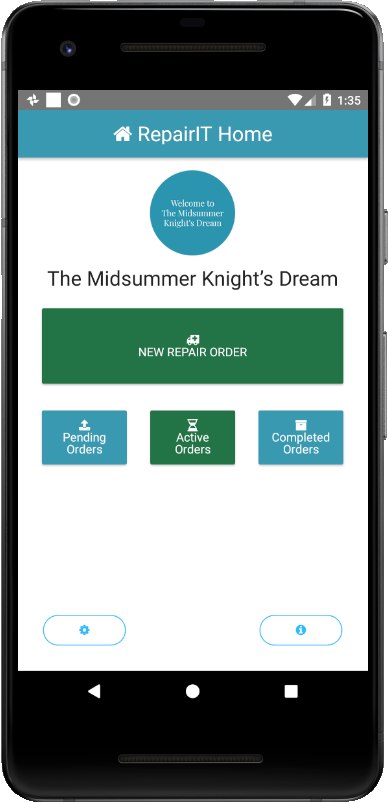 1:35
RepairIT Home
Welcome to
The Midsummer
Knight's Dream
The Midsummer Knight's Dream
NEW REPAIR ORDER
Pending
Orders
Active
Orders
Completed
Orders